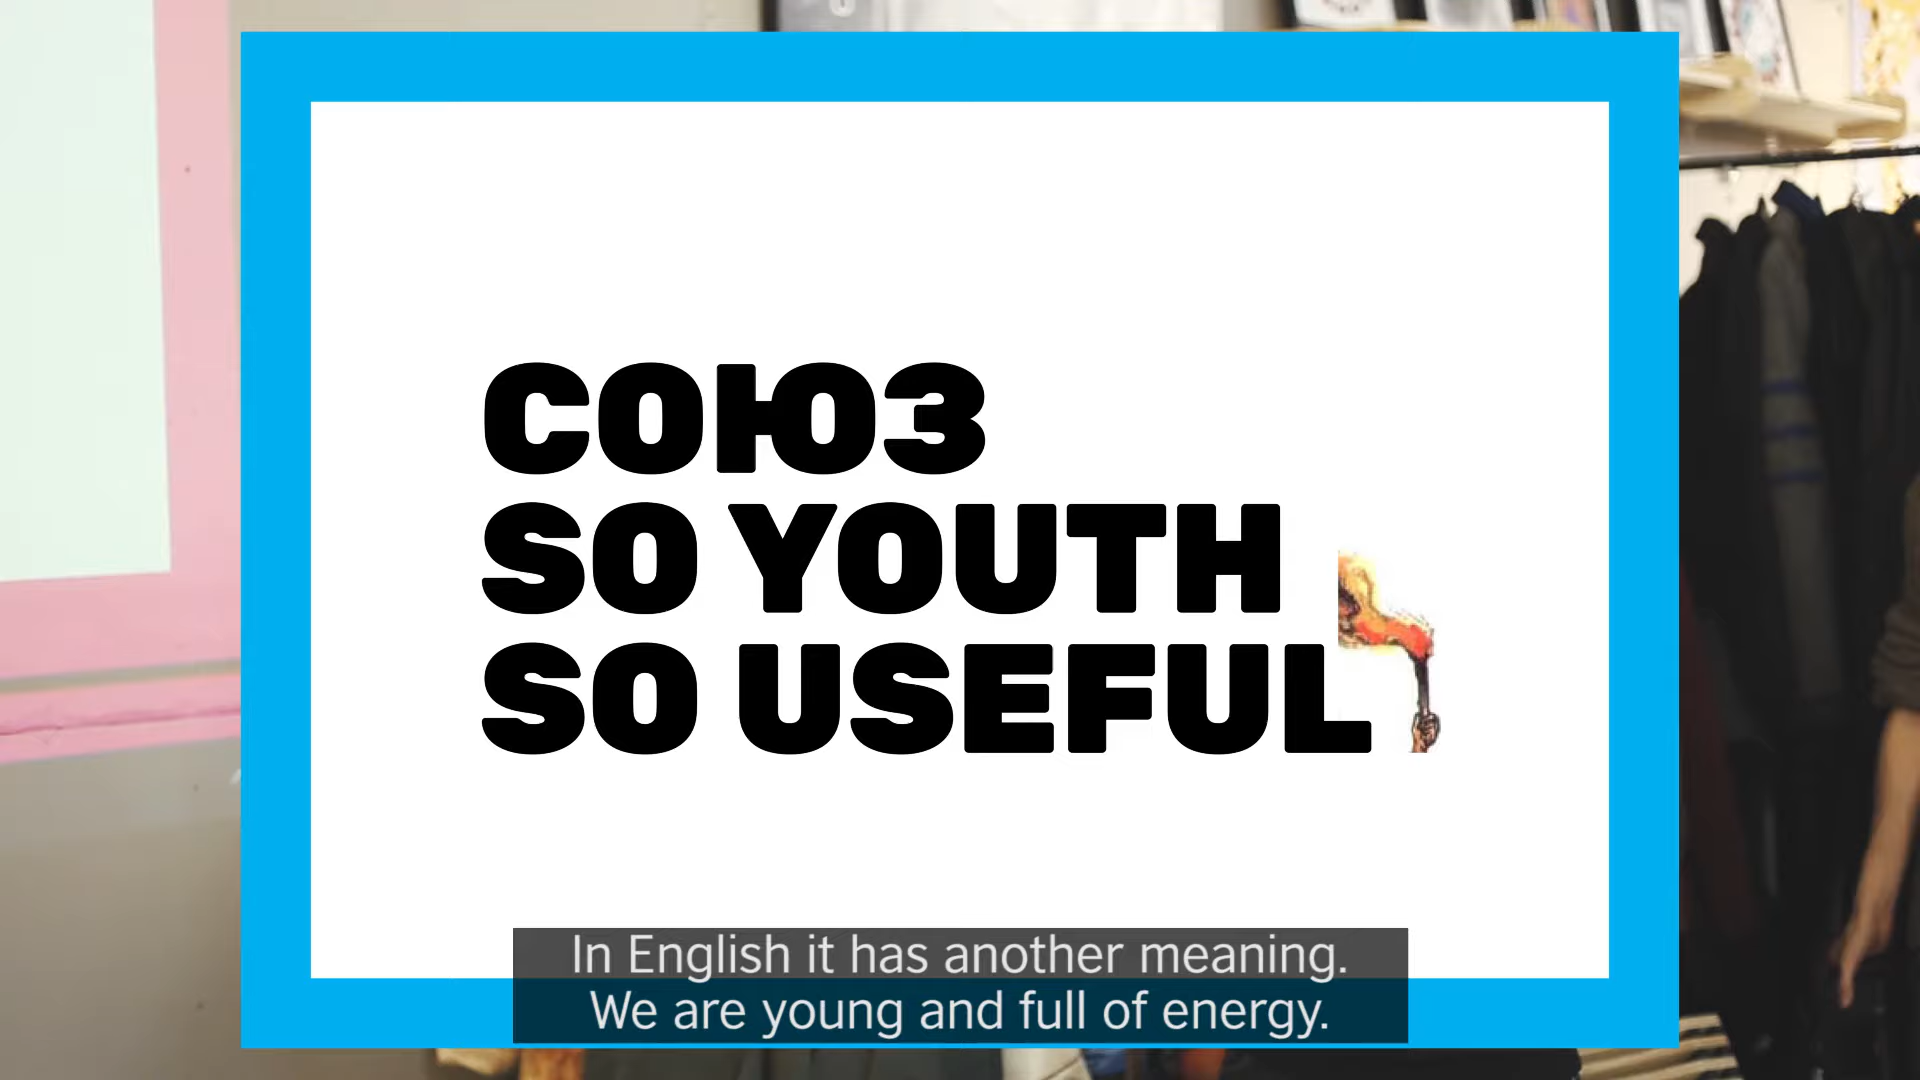 СОЮЗ
SO YOUTH
SO USEFUL
In English it has another meaning.
We are young and full of energy.